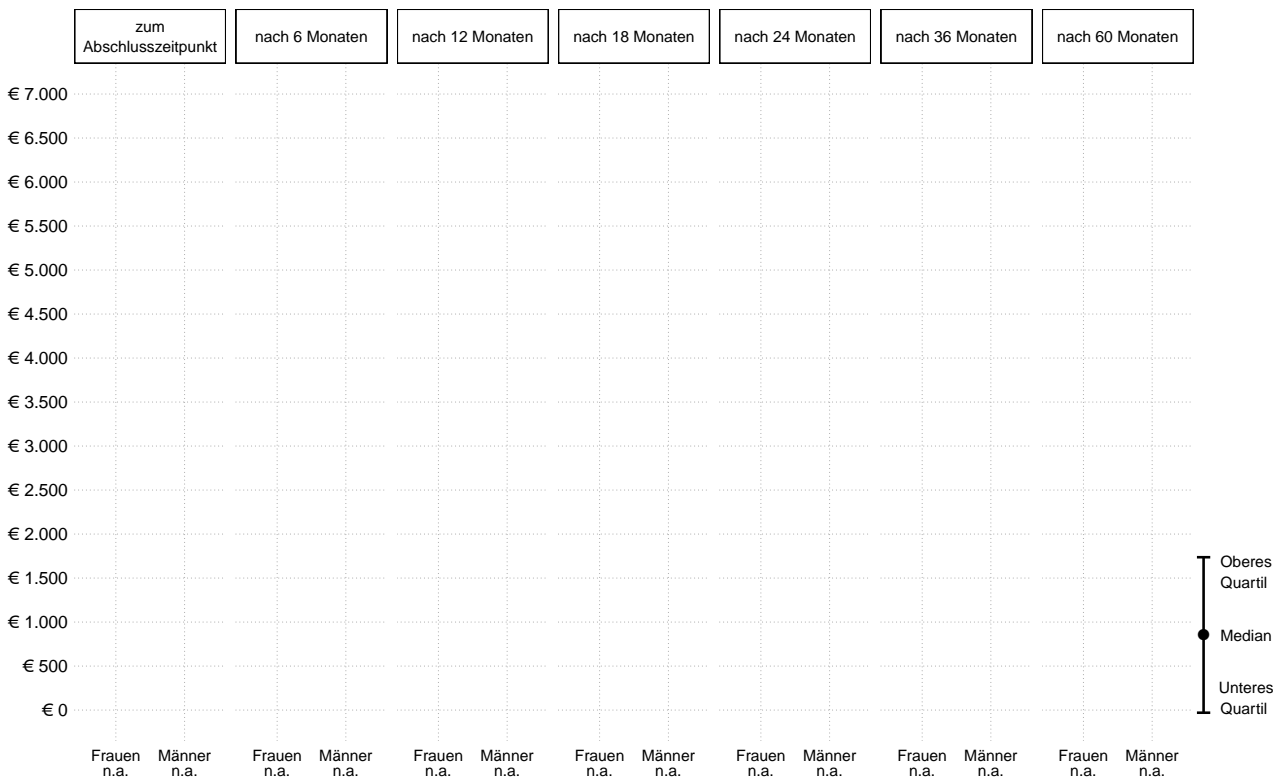 zum
Abschlusszeitpunkt
nach 6 Monaten
nach 12 Monaten
nach 18 Monaten
nach 24 Monaten
nach 36 Monaten
nach 60 Monaten
€ 7.000
€ 6.500
€ 6.000
€ 5.500
€ 5.000
€ 4.500
€ 4.000
€ 3.500
€ 3.000
€ 2.500
€ 2.000
€ 1.500
€ 1.000
€ 500
€ 0
Oberes
Quartil
Median
Unteres
Quartil
Frauen Männer Frauen Männer Frauen Männer Frauen Männer Frauen Männer Frauen Männer Frauen Männer
n.a. n.a. n.a. n.a. n.a. n.a. n.a. n.a. n.a. n.a. n.a. n.a. n.a. n.a.